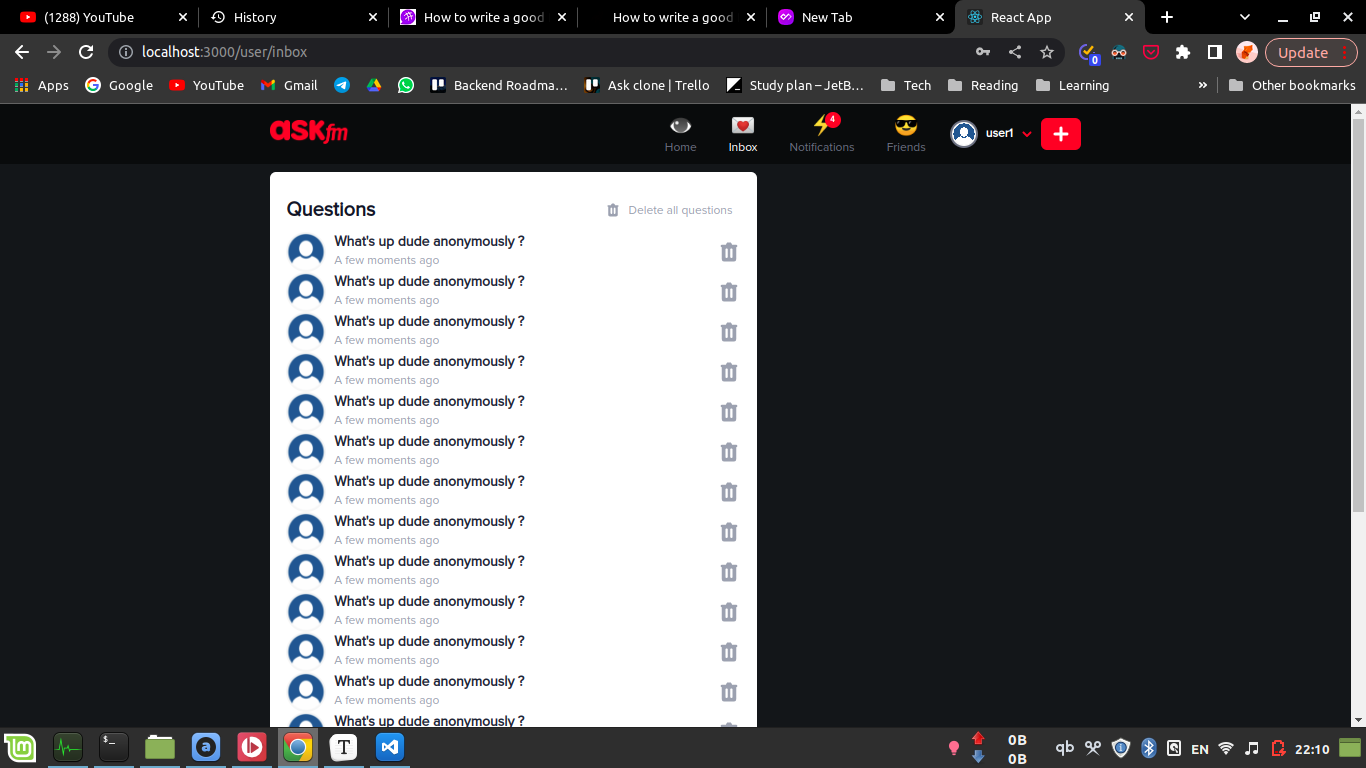 (1288) YouTube
History
How to write a good
How to write a good
New Tab
React App
localhost:3000/user/inbox
0
Update
Apps
Google
YouTube
Gmail
Backend Roadma...
Ask clone | Trello
Study plan – JetB...
Tech
Reading
Learning
»
Other bookmarks
ASKfm
Home
Inbox
4
Notifications
Friends
user1
Questions
Delete all questions
What's up dude anonymously ?
A few moments ago
What's up dude anonymously ?
A few moments ago
What's up dude anonymously ?
A few moments ago
What's up dude anonymously ?
A few moments ago
What's up dude anonymously ?
A few moments ago
What's up dude anonymously ?
A few moments ago
What's up dude anonymously ?
A few moments ago
What's up dude anonymously ?
A few moments ago
What's up dude anonymously ?
A few moments ago
What's up dude anonymously ?
A few moments ago
What's up dude anonymously ?
A few moments ago
What's up dude anonymously ?
A few moments ago
What's up dude anonymously ?
$_
a
T
0B
0B
qb
EN
22:10